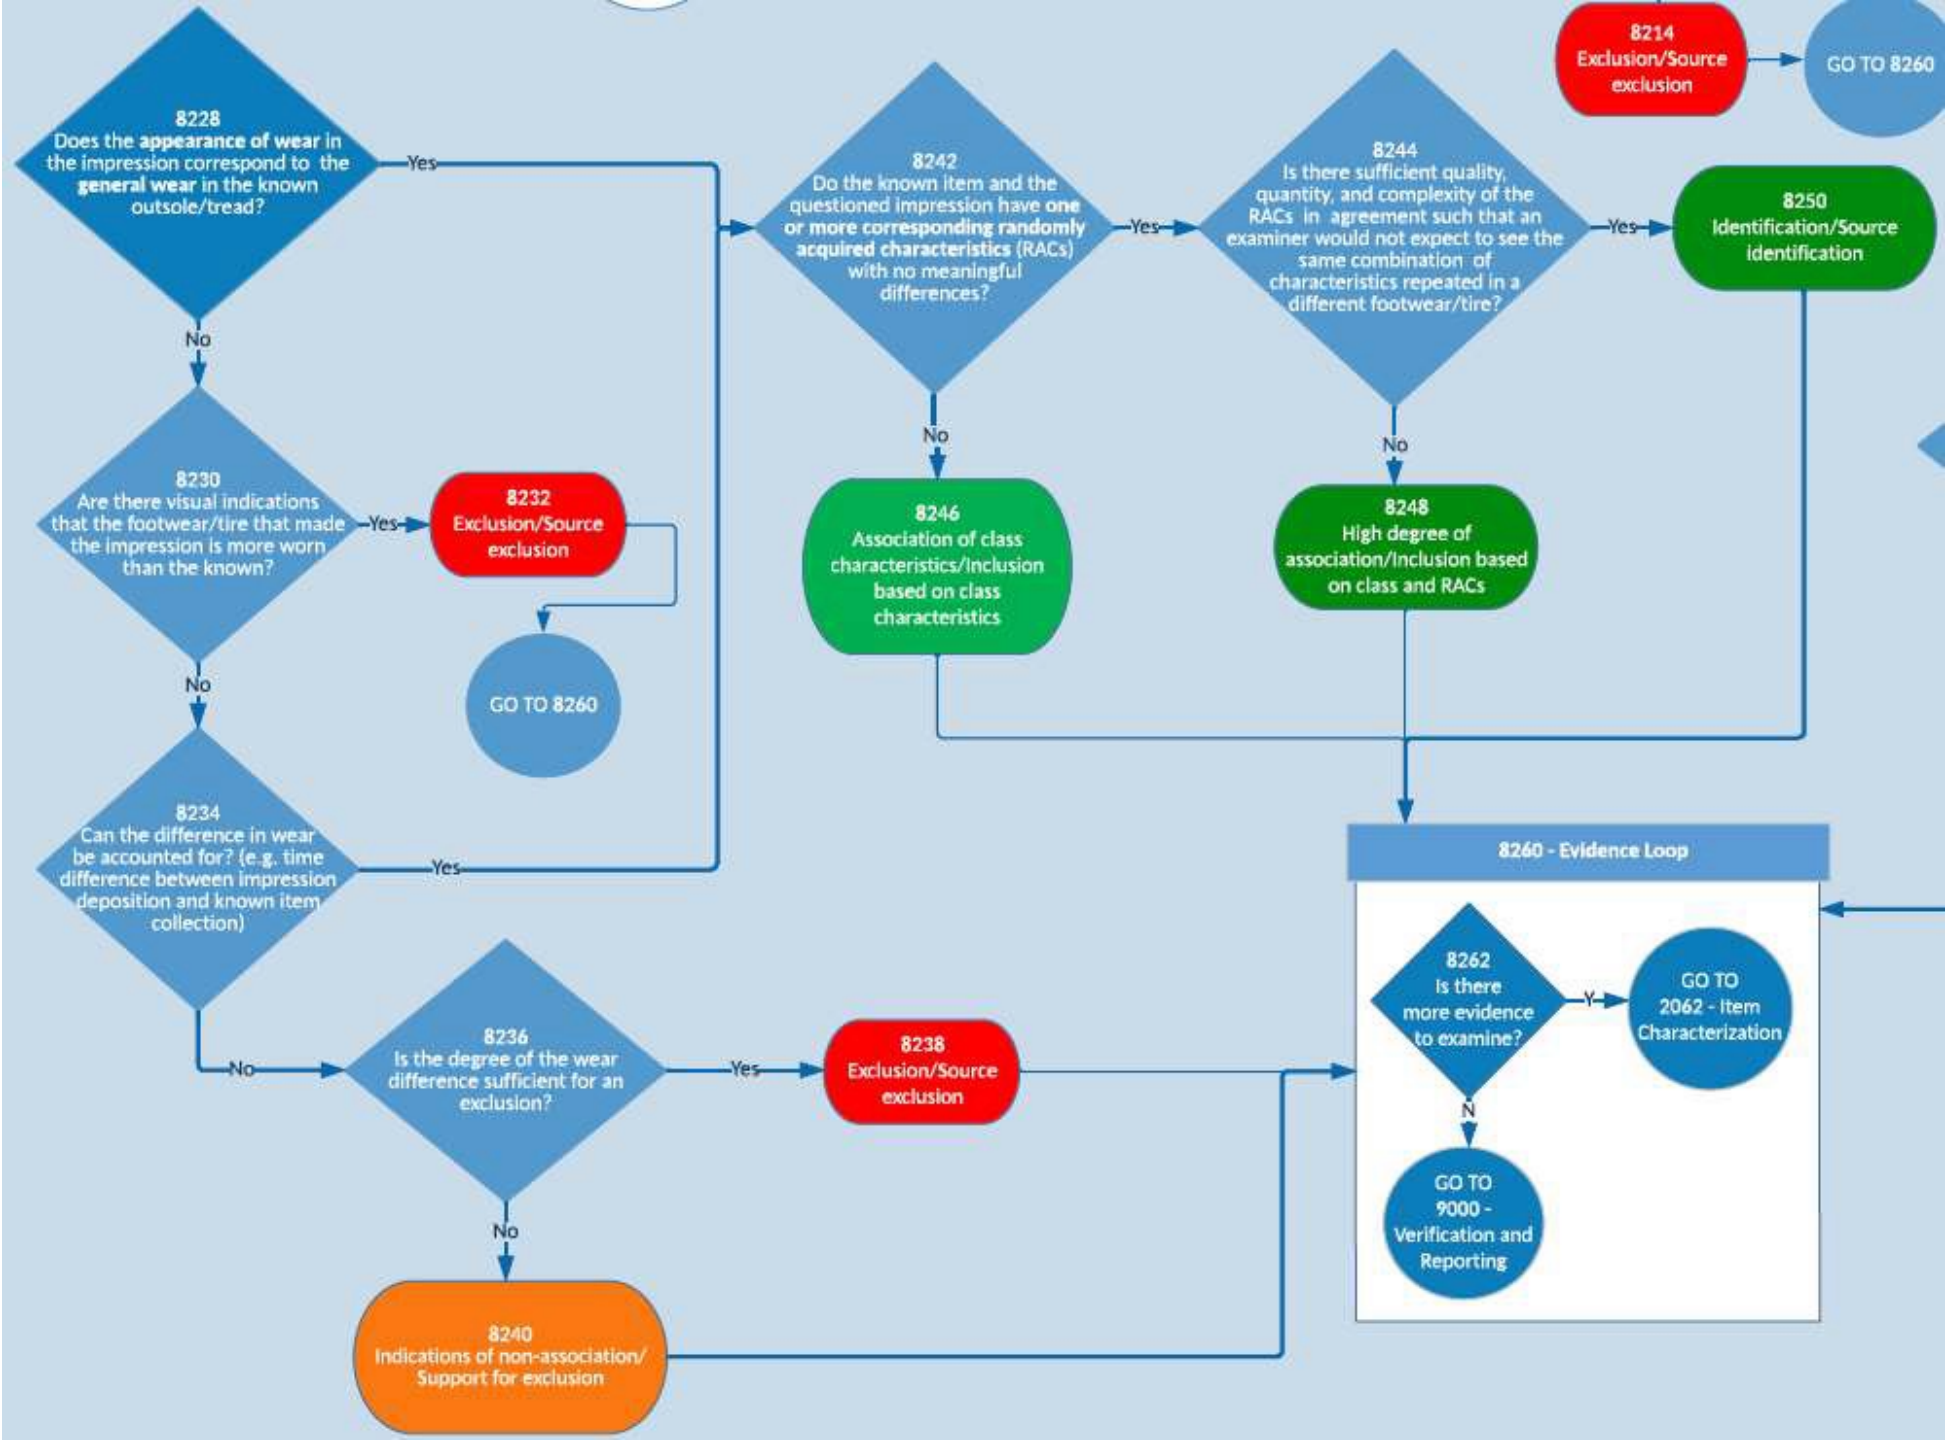 8214
Exclusion/Source
exclusion
GO TO 8260
8228
Does the appearance of wear in
the impression correspond to the
general wear in the known
outsole/tread?
Yes
No
8242
Do the known item and the
questioned impression have one
or more corresponding randomly
acquired characteristics (RACs)
with no meaningful
differences?
Yes
No
8244
Is there sufficient quality,
quantity, and complexity of the
RACs in agreement such that an
examiner would not expect to see the
same combination of
characteristics repeated in a
different footwear/tire?
Yes
No
8250
Identification/Source
identification
8230
Are there visual indications
that the footwear/tire that made
the impression is more worn
than the known?
Yes
No
8232
Exclusion/Source
exclusion
GO TO 8260
8246
Association of class
characteristics/Inclusion
based on class
characteristics
8248
High degree of
association/Inclusion based
on class and RACs
8234
Can the difference in wear
be accounted for? (e.g. time
difference between impression
deposition and known item
collection)
Yes
No
8236
Is the degree of the wear
difference sufficient for an
exclusion?
Yes
No
8238
Exclusion/Source
exclusion
8240
Indications of non-association/
Support for exclusion
8260 - Evidence Loop
8262
Is there
more evidence
to examine?
Y
N
GO TO
2062 - Item
Characterization
GO TO
9000 -
Verification and
Reporting